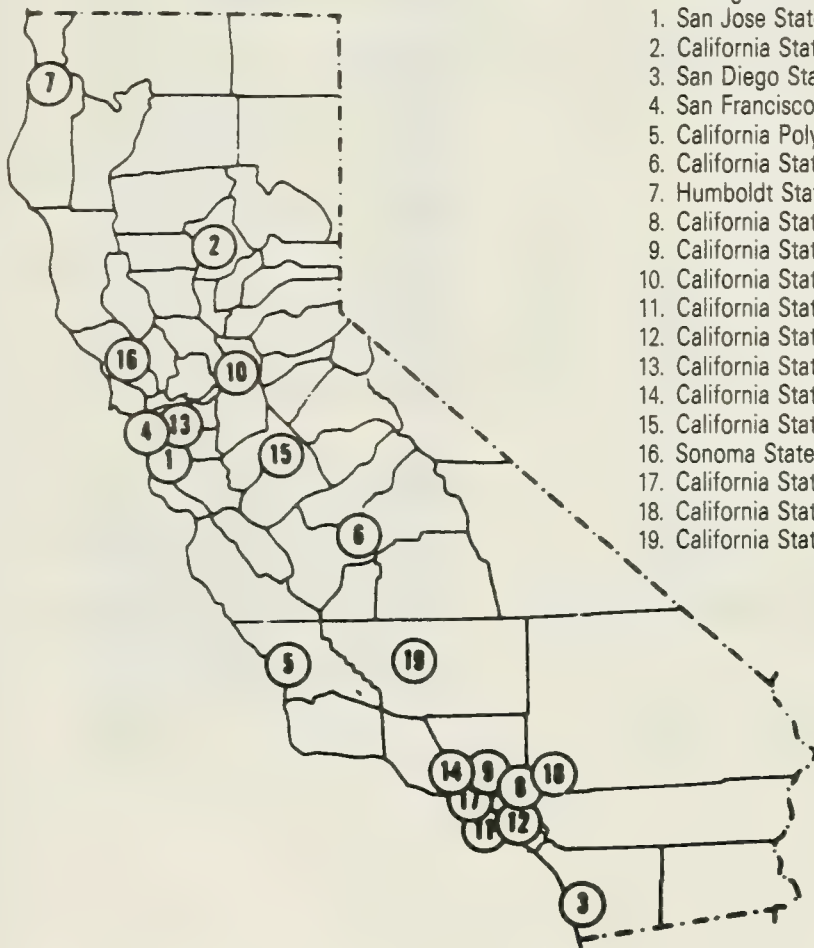 1. San Jose Stat
2. California Stat
3. San Diego Sta
4. San Francisco
5. California Poly
6. California Stat
7. Humboldt Stat
8. California Stat
9. California Stat
10. California Stat
11. California Stat
12. California Stat
13. California Stat
14. California Stat
15. California Stat
16. Sonoma State
17. California Stat
18. California Stat
19. California Stat
7
2
16
10
4
13
1
15
6
5
19
14
9
8
18
17
11
12
3